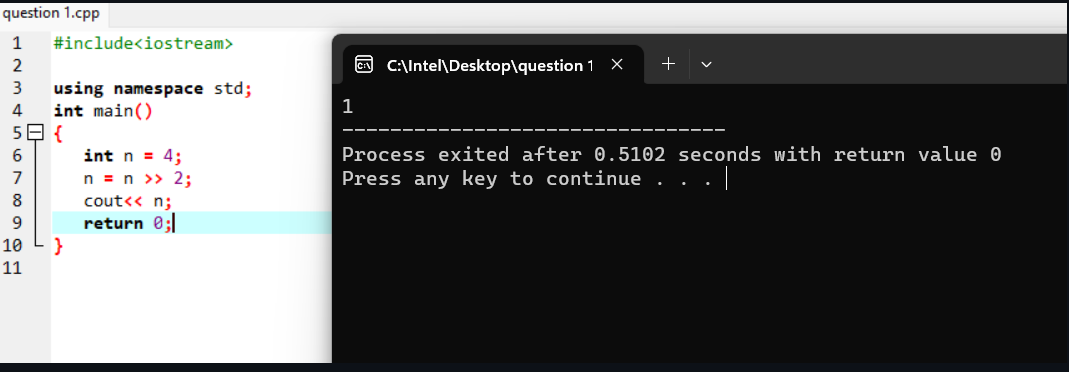 question 1.cpp
1 #include<iostream>
2
3 using namespace std;
4 int main()
5 {
6 int n = 4;
7 n = n >> 2;
8 cout<< n;
9 return 0;
10 }
11
C:\Intel\Desktop\question 1
1
--------------------------------
Process exited after 0.5102 seconds with return value 0
Press any key to continue . . .